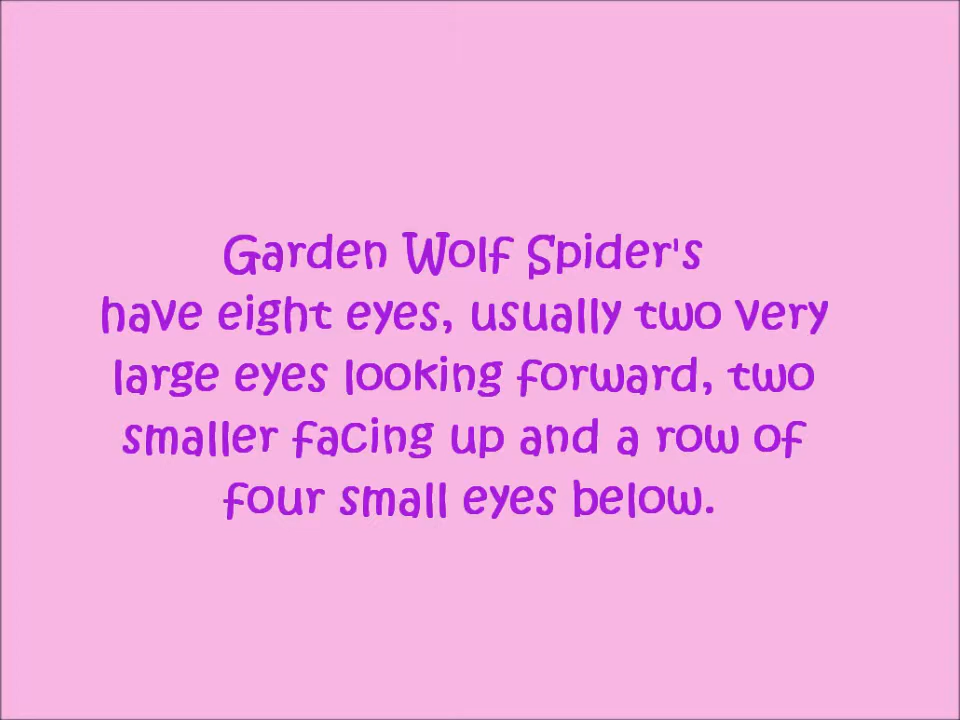 Garden Wolf Spider's
have eight eyes, usually two very
large eyes looking forward, two
smaller facing up and a row of
four small eyes below.